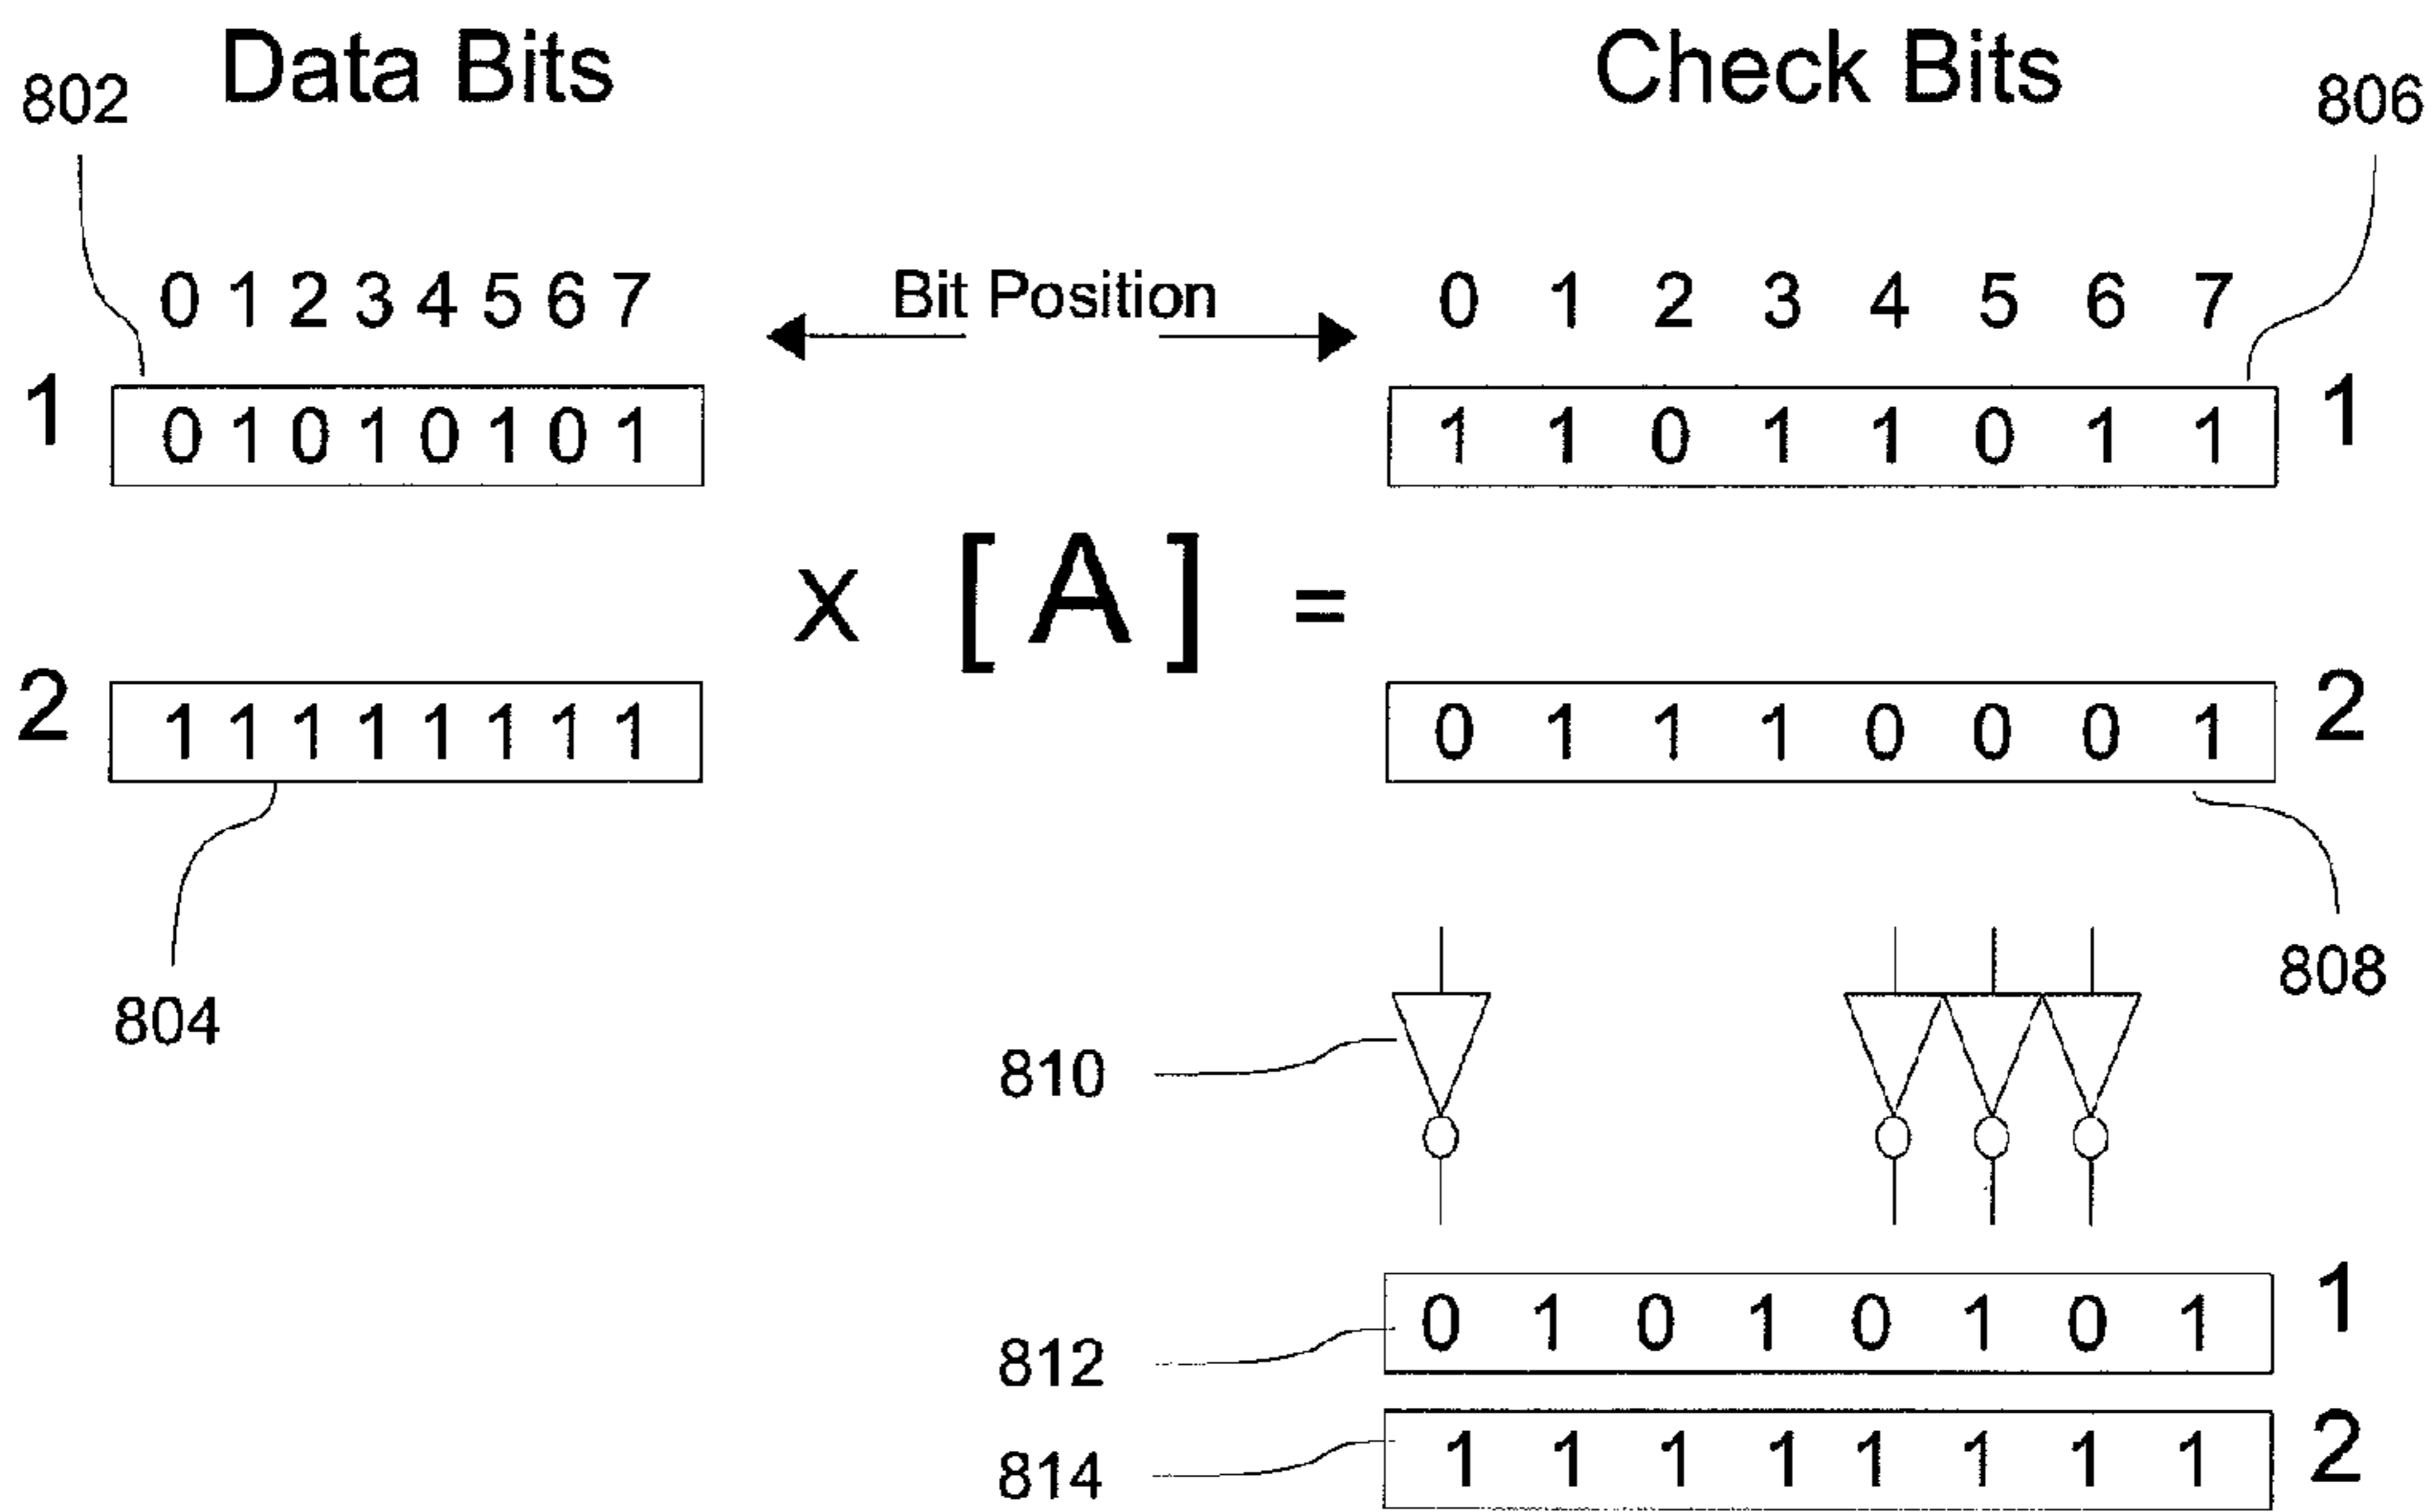 Data Bits Check Bits
802 806
0 1 2 3 4 5 6 7 Bit Position 0 1 2 3 4 5 6 7
1 0 1 0 1 0 1 0 1 1 1 0 1 1 0 1 1 1
x [ A ] =
2 1 1 1 1 1 1 1 1 0 1 1 1 0 0 0 1 2
804 808
810
812 0 1 0 1 0 1 0 1 1
814 1 1 1 1 1 1 1 1 2